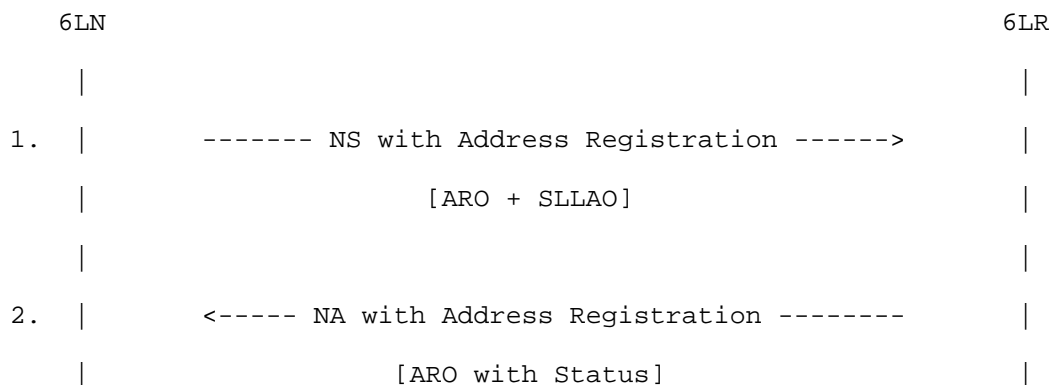 6LN 6LR
| |
1. | ------- NS with Address Registration ------> |
| [ARO + SLLAO] |
| |
2. | <----- NA with Address Registration -------- |
| [ARO with Status] |